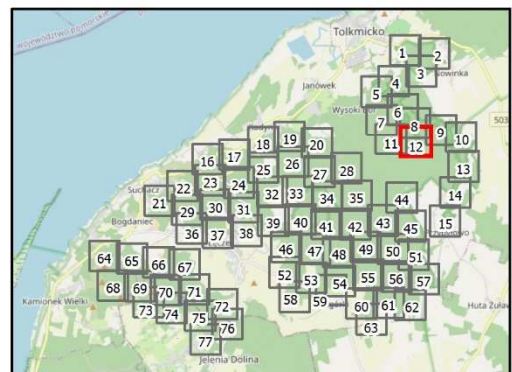 województwo pomorskie
Tolkmicko
1 2
3 Nowinka
Janówek 4
5
Wysoki Bór 6
503
7 8 9 10
11 12
18 19 20
16 17
13
25 26
27 28
Suchacz 22 23 24
32 33 34 35
44
14
21
29 30 31
15
Bogdaniec
39 40 41 42 43 45
36 37 38
46 47 48 49 50 51
64 65 66 67
52 53 54 55 56 57
68 69 70 71
58 59
Kamionek Wielki
60 61 62 Huta Żuław
73 74 75 72
76
63
77
Jelenia Dolina